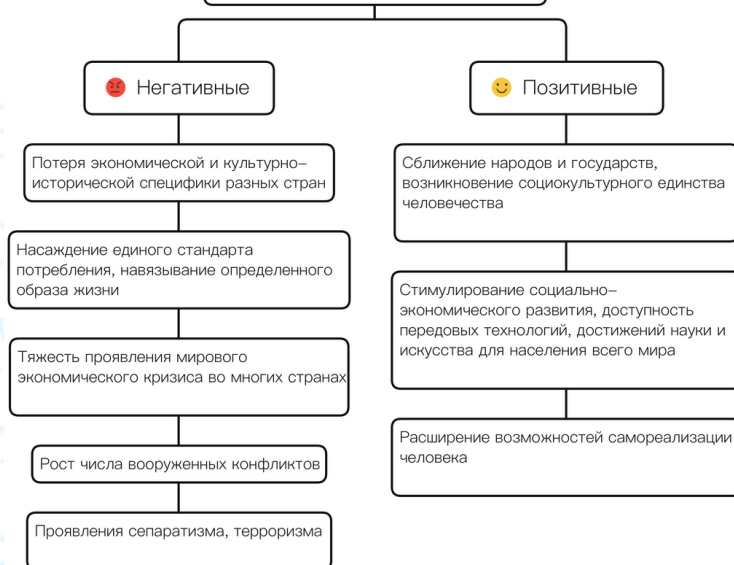 Негативные
Потеря экономической и культурно-
исторической специфики разных стран
Насаждение единого стандарта
потребления, навязывание определенного
образа жизни
Тяжесть проявления мирового
экономического кризиса во многих странах
Рост числа вооруженных конфликтов
Проявления сепаратизма, терроризма
Позитивные
Сближение народов и государств,
возникновение социокультурного единства
человечества
Стимулирование социально-
экономического развития, доступность
передовых технологий, достижений науки и
искусства для населения всего мира
Расширение возможностей самореализации
человека